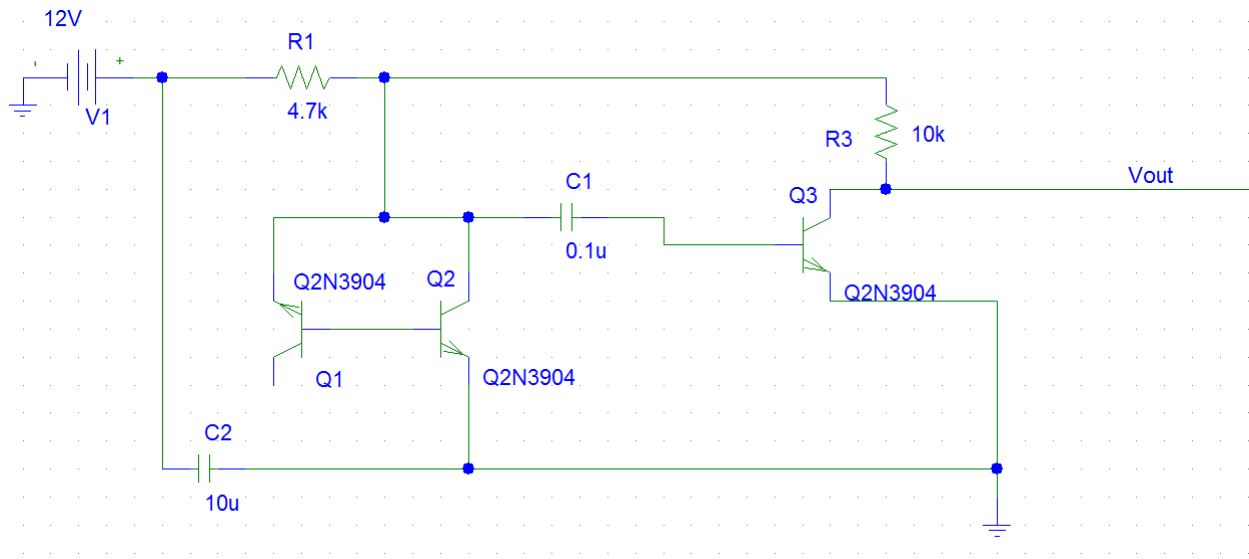 12V
-
+
V1
R1
4.7k
R3
10k
Vout
C1
0.1u
Q3
Q2N3904
Q2N3904
Q2
Q1
Q2N3904
C2
10u